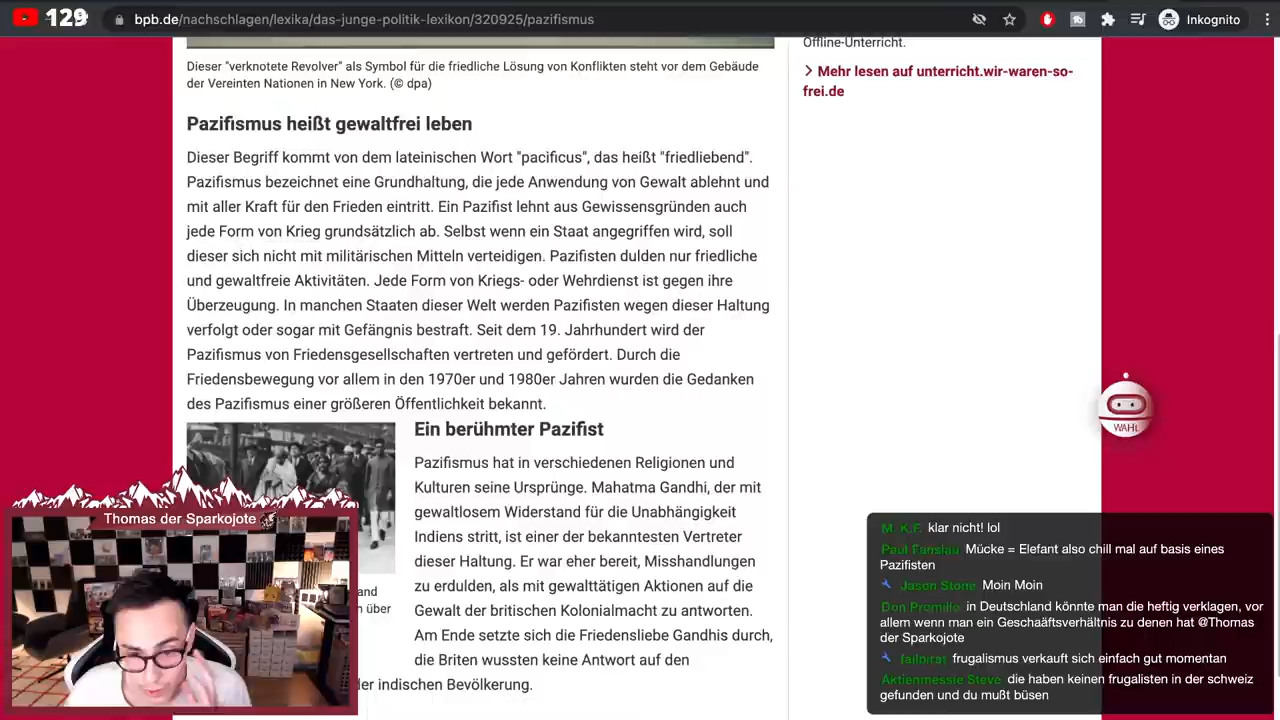 129
bpb.de/nachschlagen/lexika/das-junge-politik-lexikon/320925/pazifismus
Inkognito
Dieser "verknotete Revolver" als Symbol für die friedliche Lösung von Konflikten steht vor dem Gebäude
der Vereinten Nationen in New York. (© dpa)
Pazifismus heißt gewaltfrei leben
Dieser Begriff kommt von dem lateinischen Wort "pacificus", das heißt "friedliebend".
Pazifismus bezeichnet eine Grundhaltung, die jede Anwendung von Gewalt ablehnt und
mit aller Kraft für den Frieden eintritt. Ein Pazifist lehnt aus Gewissensgründen auch
jede Form von Krieg grundsätzlich ab. Selbst wenn ein Staat angegriffen wird, soll
dieser sich nicht mit militärischen Mitteln verteidigen. Pazifisten dulden nur friedliche
und gewaltfreie Aktivitäten. Jede Form von Kriegs- oder Wehrdienst ist gegen ihre
Überzeugung. In manchen Staaten dieser Welt werden Pazifisten wegen dieser Haltung
verfolgt oder sogar mit Gefängnis bestraft. Seit dem 19. Jahrhundert wird der
Pazifismus von Friedensgesellschaften vertreten und gefördert. Durch die
Friedensbewegung vor allem in den 1970er und 1980er Jahren wurden die Gedanken
des Pazifismus einer größeren Öffentlichkeit bekannt.
Ein berühmter Pazifist
Pazifismus hat in verschiedenen Religionen und
Kulturen seine Ursprünge. Mahatma Gandhi, der mit
gewaltlosem Widerstand für die Unabhängigkeit
Indiens stritt, ist einer der bekanntesten Vertreter
dieser Haltung. Er war eher bereit, Misshandlungen
zu erdulden, als mit gewalttätigen Aktionen auf die
Gewalt der britischen Kolonialmacht zu antworten.
Am Ende setzte sich die Friedensliebe Gandhis durch,
die Briten wussten keine Antwort auf den
der indischen Bevölkerung.
and
über
Offline-Unterricht.
Mehr lesen auf unterricht.wir-waren-so-
frei.de
WAHL
Thomas der Sparkojote
M. K.F. klar nicht! lol
Paul Fanslau Mücke = Elefant also chill mal auf basis eines
Pazifisten
Jason Stone Moin Moin
Don Promillo in Deutschland könnte man die heftig verklagen, vor
allem wenn man ein Geschaäftsverhältnis zu denen hat @Thomas
der Sparkojote
failpirat frugalismus verkauft sich einfach gut momentan
Aktienmessie Steve die haben keinen frugalisten in der schweiz
gefunden und du mußt büsen